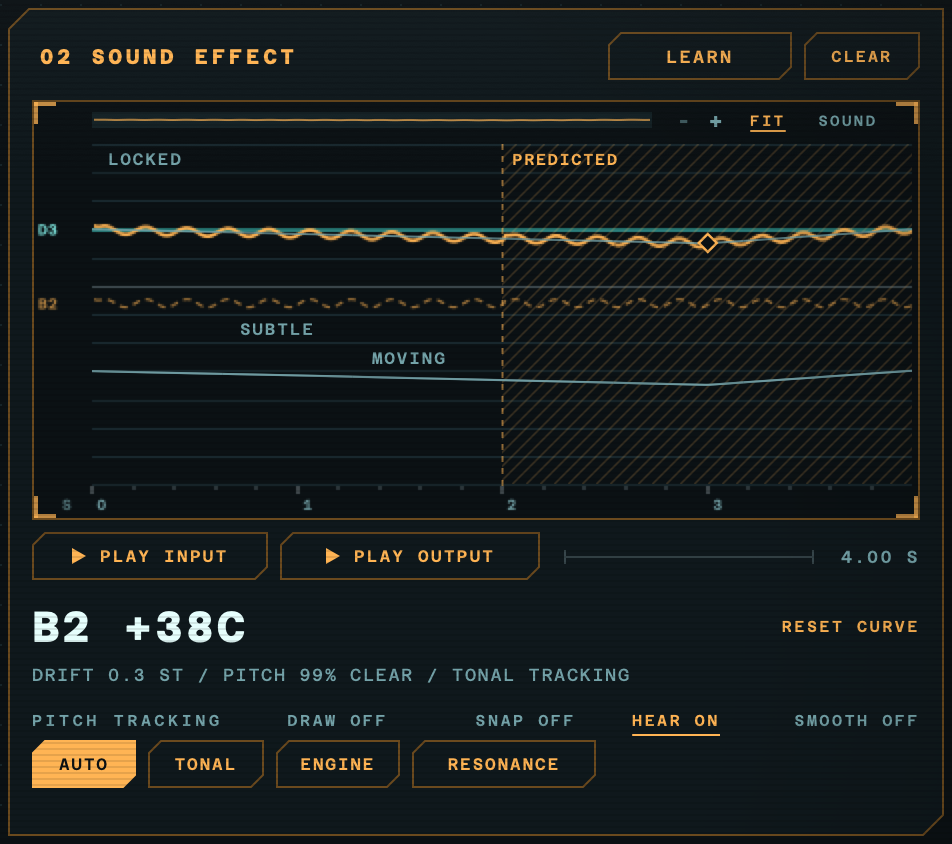 02 SOUND EFFECT
LEARN
CLEAR
- + FIT SOUND
LOCKED
PREDICTED
D3
B2
SUBTLE
MOVING
S 0 1 2 3
PLAY INPUT
PLAY OUTPUT
4.00 S
B2 +38C
RESET CURVE
DRIFT 0.3 ST / PITCH 99% CLEAR / TONAL TRACKING
PITCH TRACKING
DRAW OFF
SNAP OFF
HEAR ON
SMOOTH OFF
AUTO
TONAL
ENGINE
RESONANCE